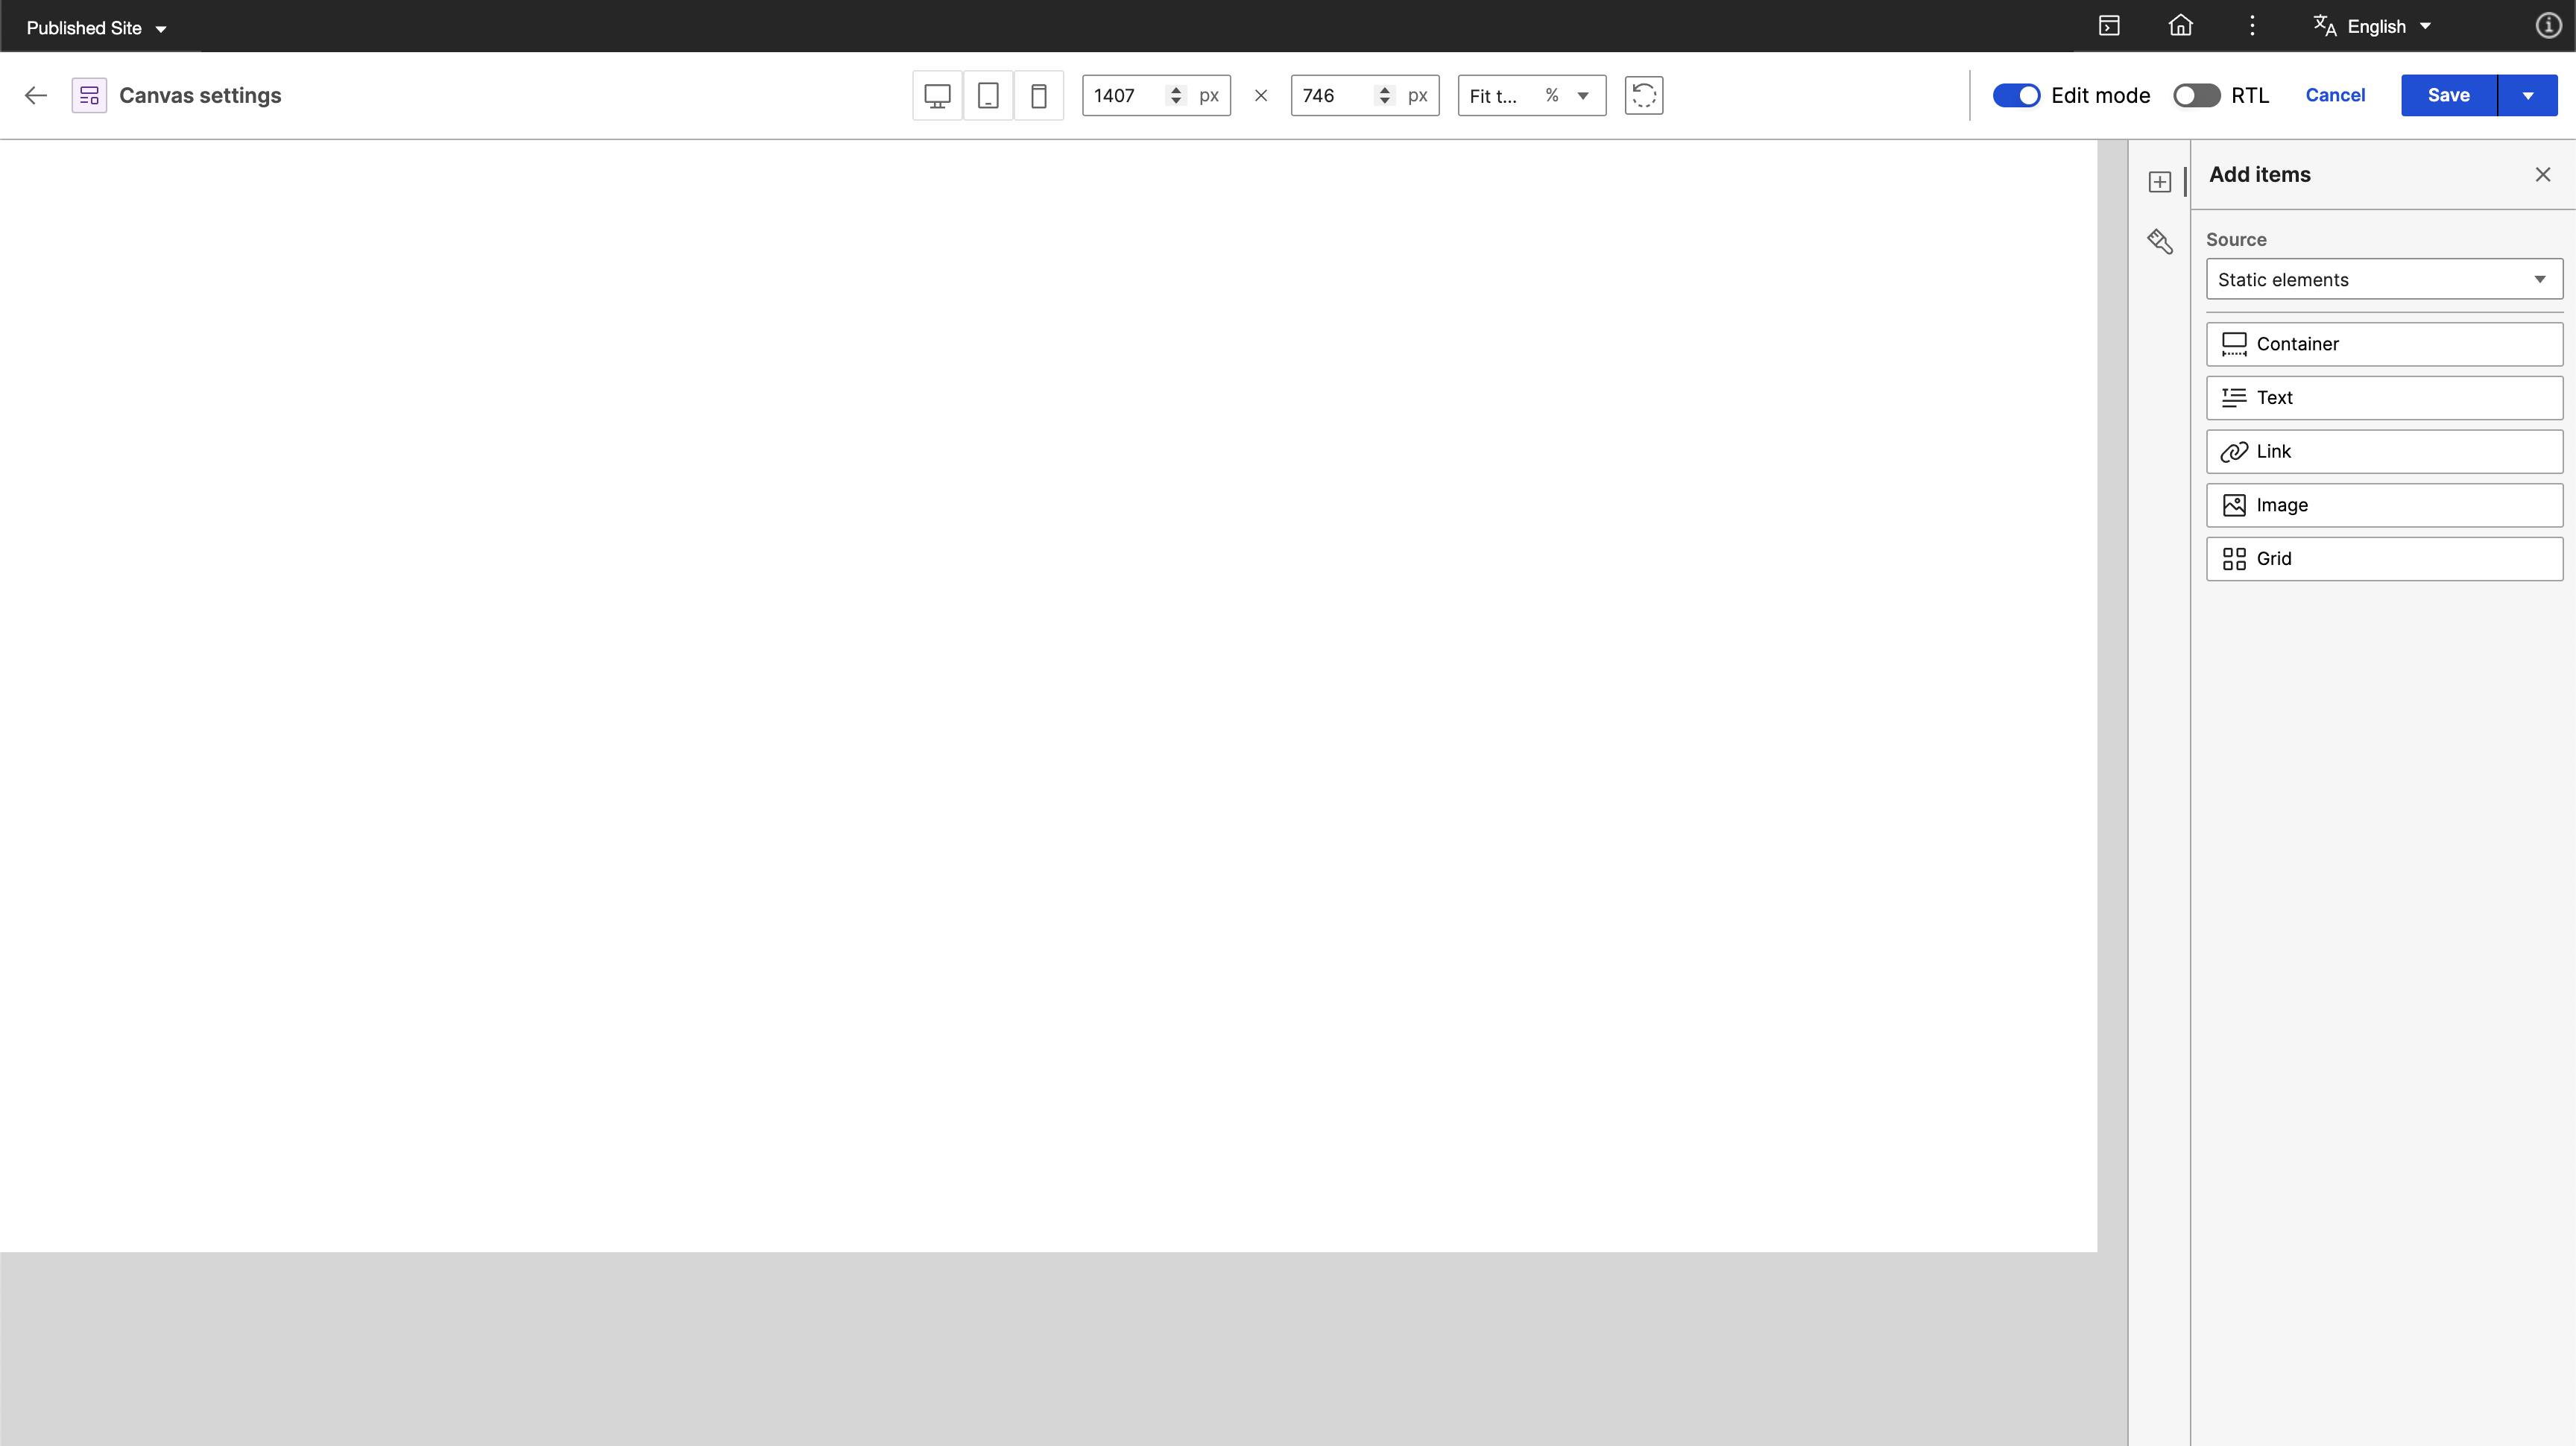 Published Site
English
Canvas settings
1407 px × 746 px Fit t... %
Edit mode
RTL
Cancel
Save
Add items
Source
Static elements
Container
Text
Link
Image
Grid